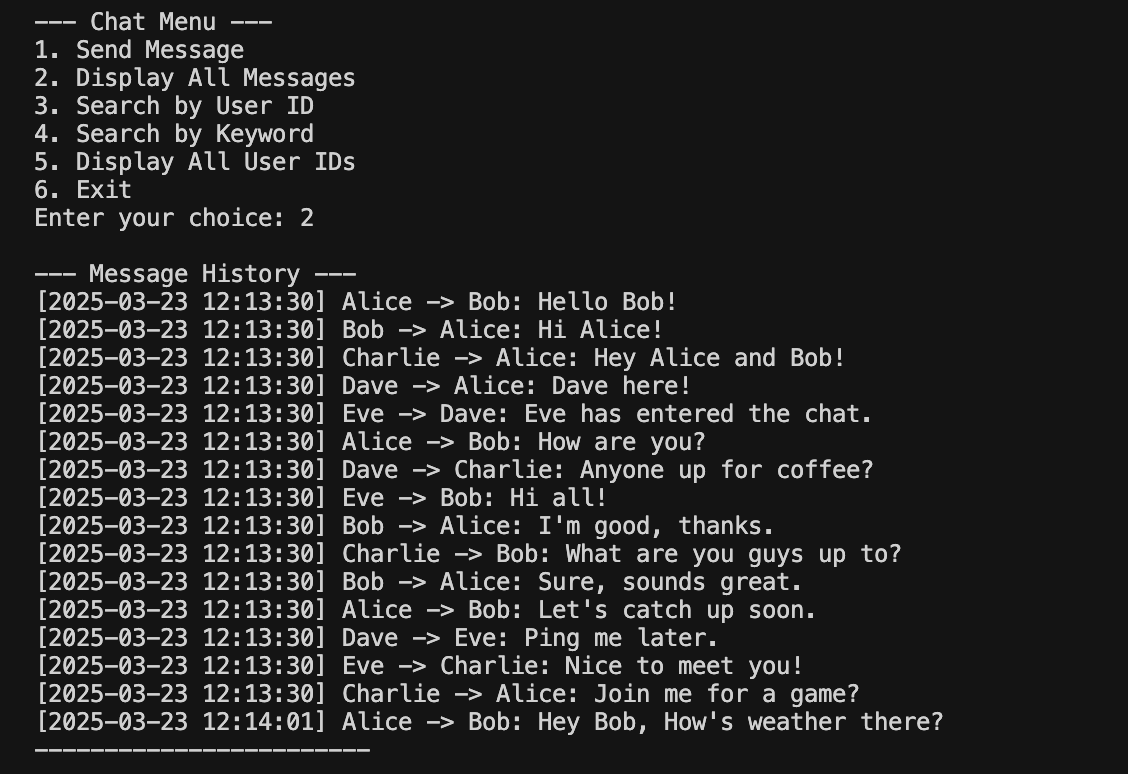 --- Chat Menu ---
1. Send Message
2. Display All Messages
3. Search by User ID
4. Search by Keyword
5. Display All User IDs
6. Exit
Enter your choice: 2

--- Message History ---
[2025-03-23 12:13:30] Alice -> Bob: Hello Bob!
[2025-03-23 12:13:30] Bob -> Alice: Hi Alice!
[2025-03-23 12:13:30] Charlie -> Alice: Hey Alice and Bob!
[2025-03-23 12:13:30] Dave -> Alice: Dave here!
[2025-03-23 12:13:30] Eve -> Dave: Eve has entered the chat.
[2025-03-23 12:13:30] Alice -> Bob: How are you?
[2025-03-23 12:13:30] Dave -> Charlie: Anyone up for coffee?
[2025-03-23 12:13:30] Eve -> Bob: Hi all!
[2025-03-23 12:13:30] Bob -> Alice: I'm good, thanks.
[2025-03-23 12:13:30] Charlie -> Bob: What are you guys up to?
[2025-03-23 12:13:30] Bob -> Alice: Sure, sounds great.
[2025-03-23 12:13:30] Alice -> Bob: Let's catch up soon.
[2025-03-23 12:13:30] Dave -> Eve: Ping me later.
[2025-03-23 12:13:30] Eve -> Charlie: Nice to meet you!
[2025-03-23 12:13:30] Charlie -> Alice: Join me for a game?
[2025-03-23 12:14:01] Alice -> Bob: Hey Bob, How's weather there?
------------------------